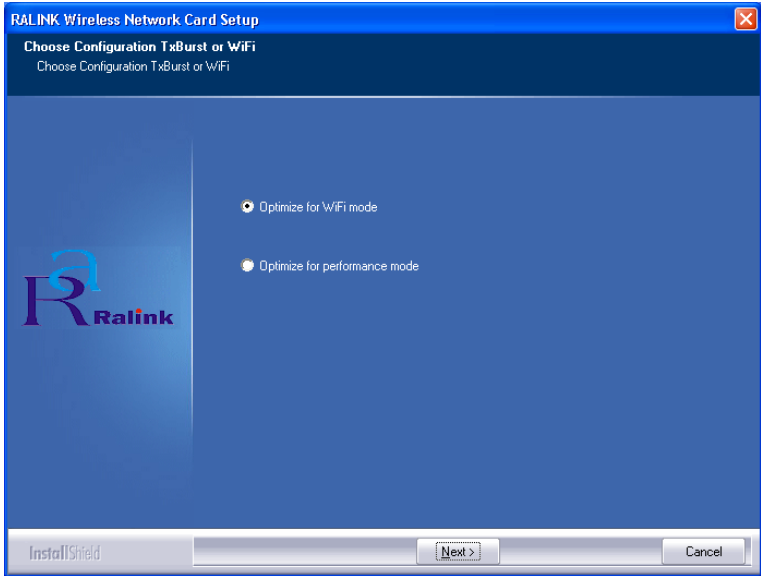 RALINK Wireless Network Card Setup
Choose Configuration TxBurst or WiFi
Choose Configuration TxBurst or WiFi
Optimize for WiFi mode
Optimize for performance mode
Ra
Ralink
InstallShield
Next >
Cancel